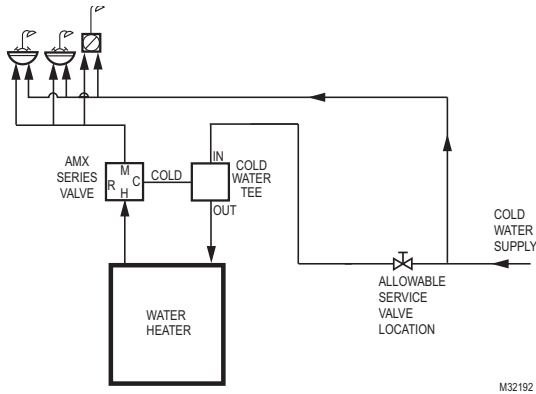 IN
AMX
SERIES
VALVE
M
R
C
H
COLD
COLD
WATER
TEE
OUT
COLD
WATER
SUPPLY
ALLOWABLE
SERVICE
VALVE
LOCATION
WATER
HEATER
M32192